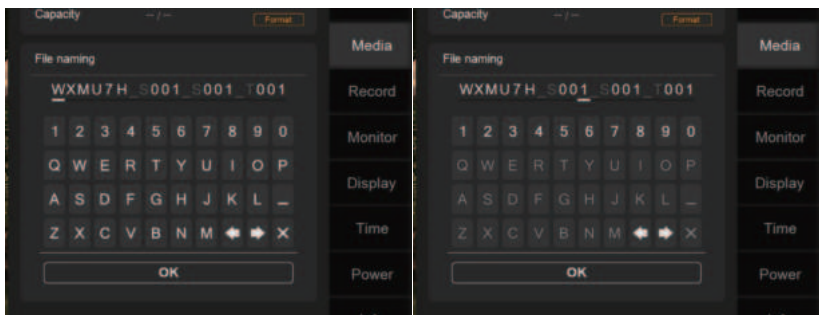 Capacity
-- / --
Format
File naming
WXMU7H_S001_S001_T001
1 2 3 4 5 6 7 8 9 0
Q W E R T Y U I O P
A S D F G H J K L _
Z X C V B N M 🡄 🡆 ×
OK
Media
Record
Monitor
Display
Time
Power
Capacity
-- / --
Format
File naming
WXMU7H_S001_S001_T001
1 2 3 4 5 6 7 8 9 0
Q W E R T Y U I O P
A S D F G H J K L _
Z X C V B N M 🡄 🡆 ×
OK
Media
Record
Monitor
Display
Time
Power